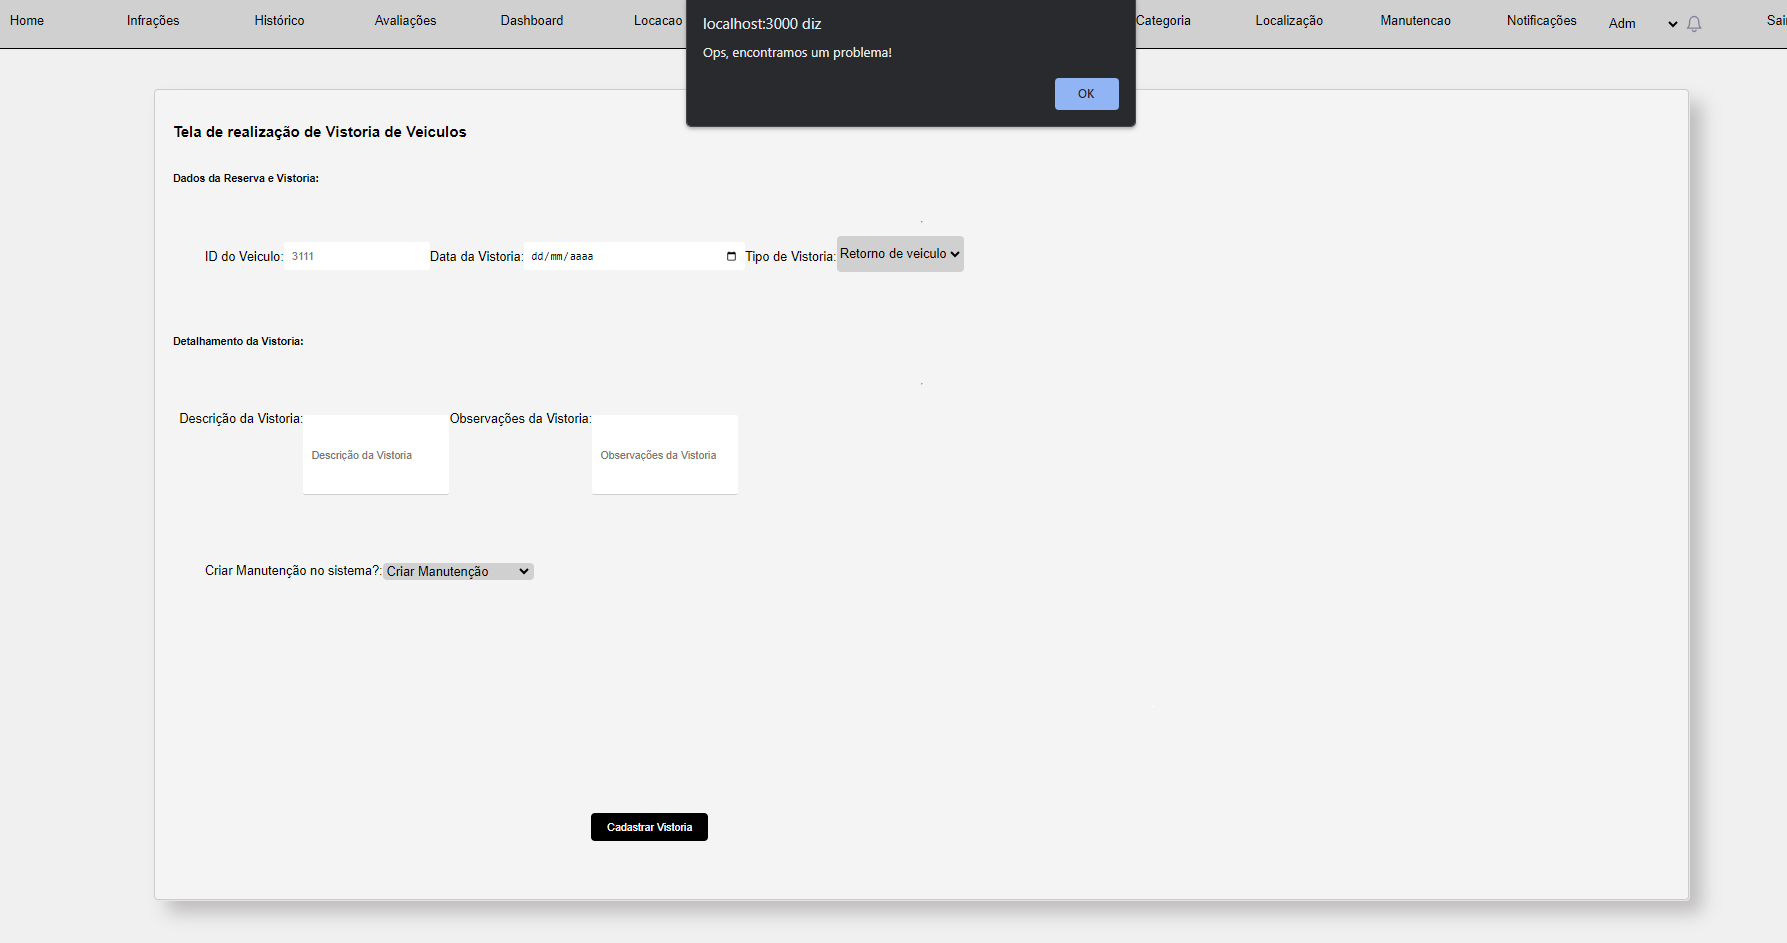 Home Infrações Histórico Avaliações Dashboard Locacao Categoria Localização Manutencao Notificações Adm Sair
localhost:3000 diz
Ops, encontramos um problema!
OK
Tela de realização de Vistoria de Veiculos
Dados da Reserva e Vistoria:
ID do Veiculo: 3111 Data da Vistoria: dd/mm/aaaa Tipo de Vistoria: Retorno de veiculo
Detalhamento da Vistoria:
Descrição da Vistoria: Observações da Vistoria:
Descrição da Vistoria Observações da Vistoria
Criar Manutenção no sistema?: Criar Manutenção
Cadastrar Vistoria